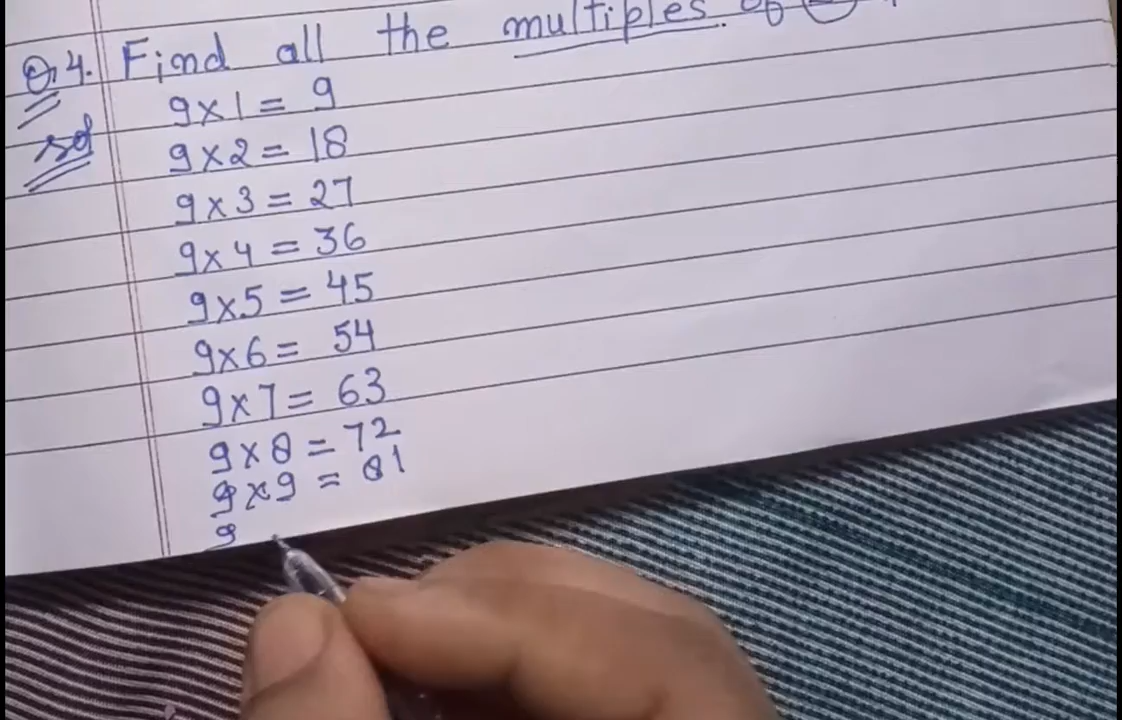 Q.4. Find all the multiples of
sol
9×1= 9
9×2= 18
9×3= 27
9×4 = 36
9×5 = 45
9×6= 54
9×7= 63
9×8 = 72
9×9 = 81
9